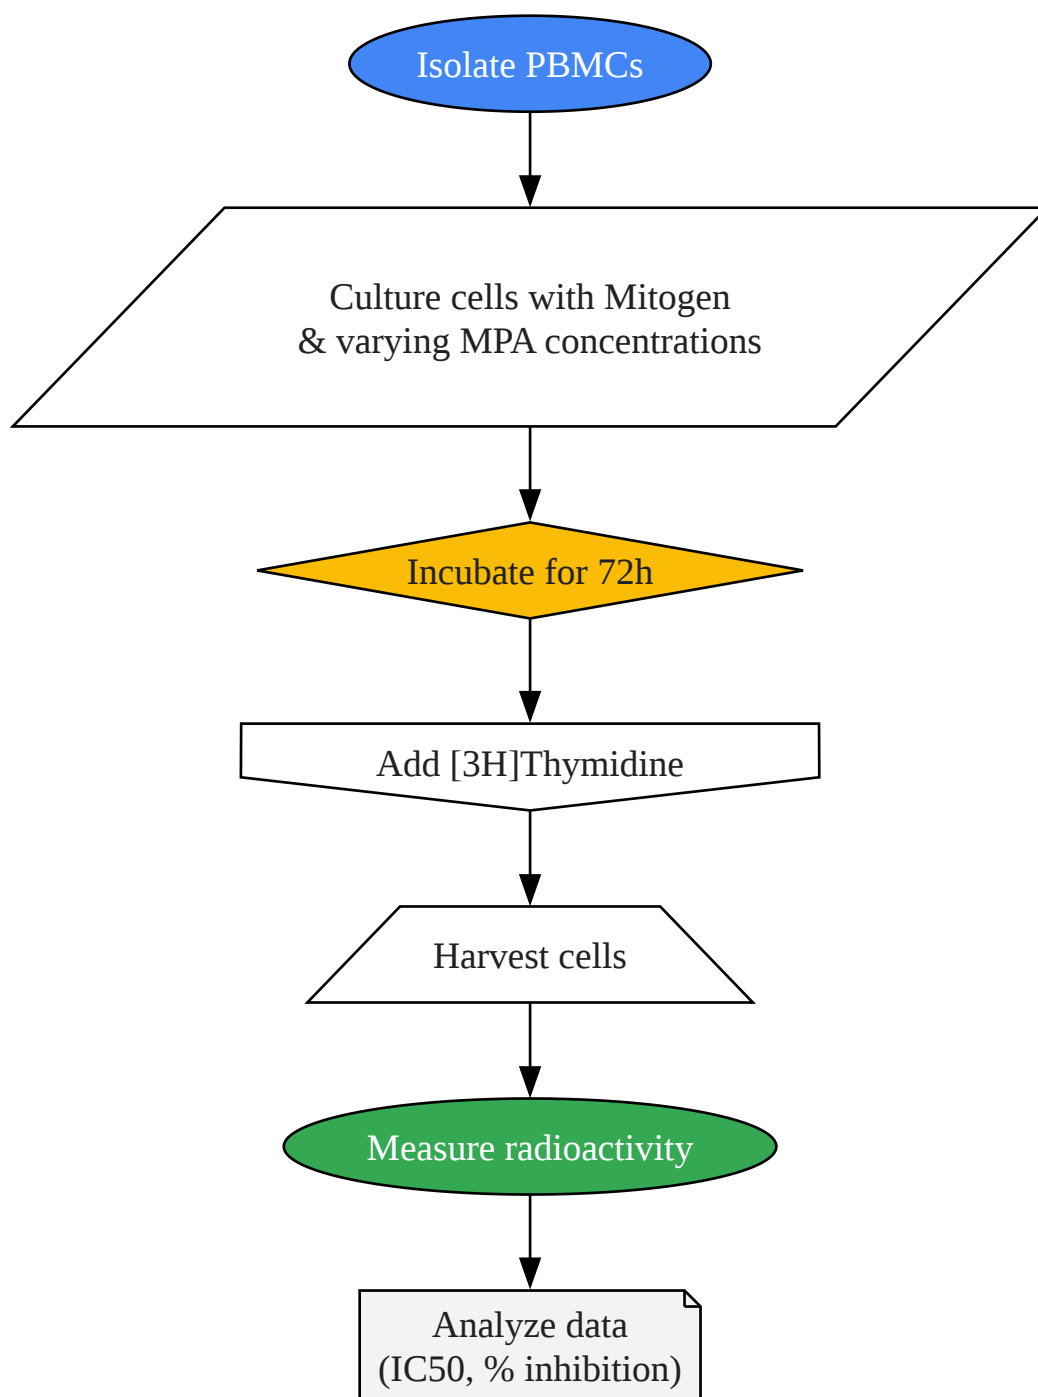 Isolate PBMCs
Culture cells with Mitogen
& varying MPA concentrations
Incubate for 72h
Add [3H]Thymidine
Harvest cells
Measure radioactivity
Analyze data
(IC50, % inhibition)